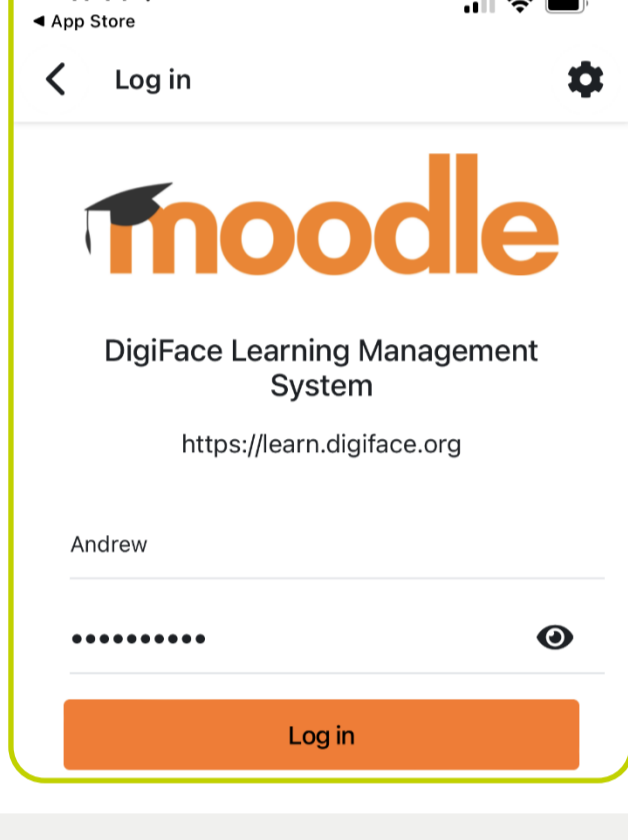 ◀ App Store
Log in
moodle
DigiFace Learning Management
System
https://learn.digiface.org
Andrew
••••••••••
Log in